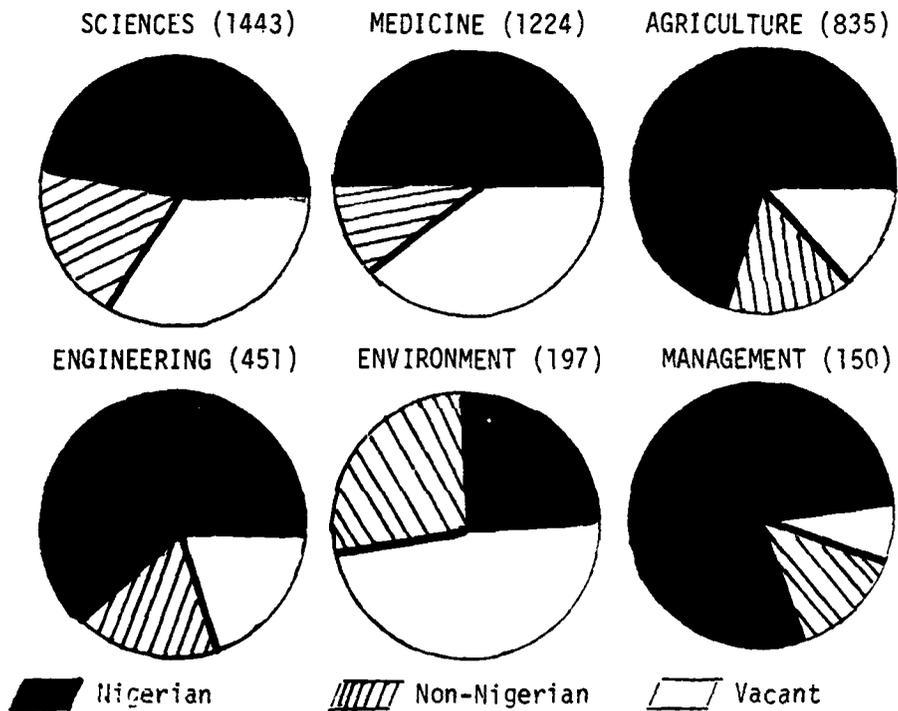 SCIENCES (1443) MEDICINE (1224) AGRICULTURE (835)
ENGINEERING (451) ENVIRONMENT (197) MANAGEMENT (150)
Nigerian Non-Nigerian Vacant